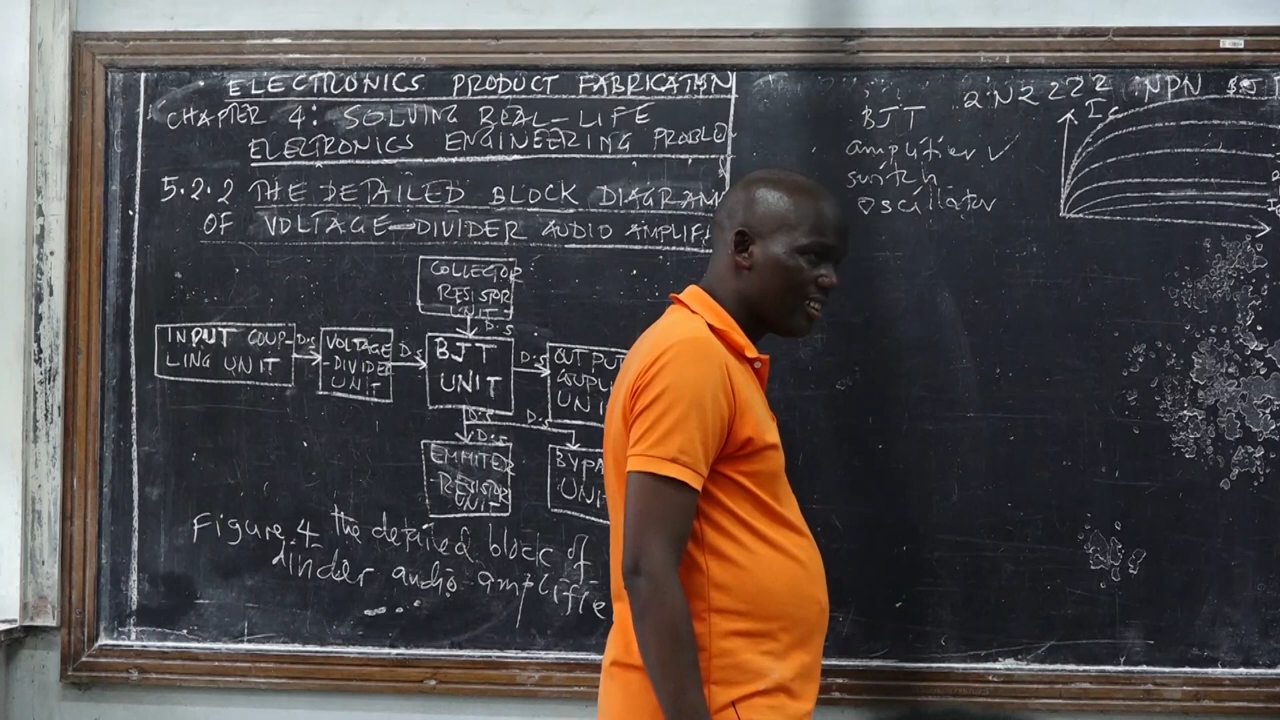 ELECTRONICS PRODUCT FABRICATION
CHAPTER 4: SOLVING REAL-LIFE
ELECTRONICS ENGINEERING PROBLE
5.2.2 THE DETAILED BLOCK DIAGRAM
OF VOLTAGE-DIVIDER AUDIO AMPLIFI
COLLECTOR
RESISTOR
UNIT
D.S
INPUT COUP-
LING UNIT
D.S
VOLTAGE
-DIVIDER
UNIT
D.S
BJT
UNIT
D.S
OUTPUT
COUPLI
UNI
D.S
D.S
D.S
EMMITER
RESISTOR
UNIT
BYPA
UNI
Figure 4 the detailed block of
divider audio amplifie
BJT
amplifier ✓
switch
oscillator
2N2222 NPN BJ
Ic